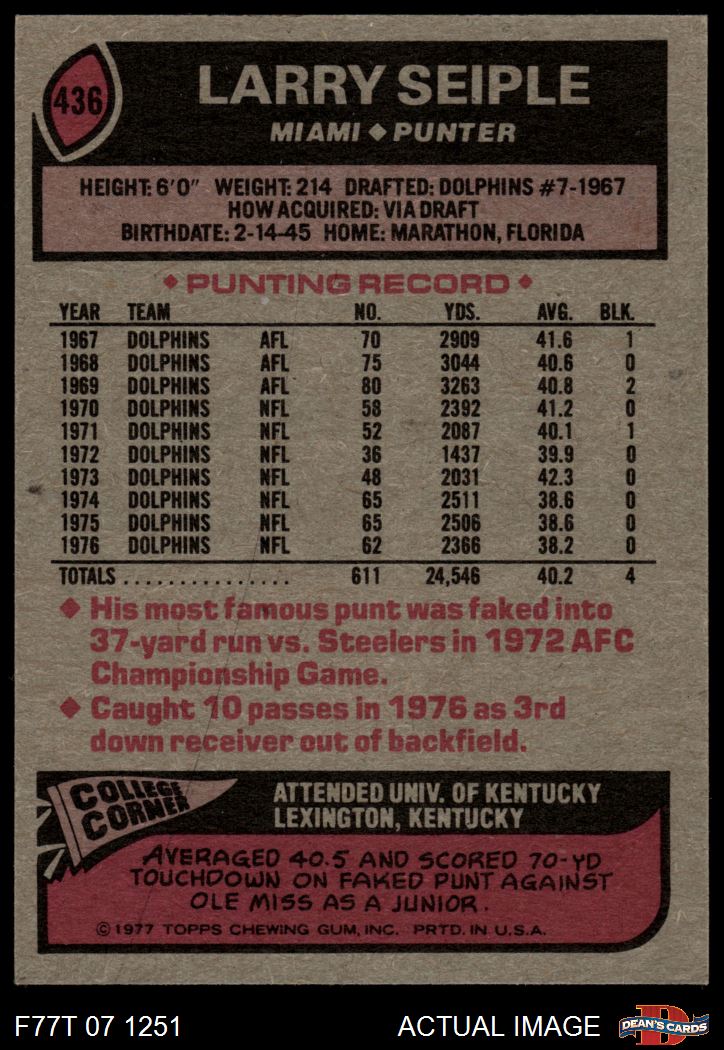 436
LARRY SEIPLE
MIAMI ◆ PUNTER
HEIGHT: 6'0" WEIGHT: 214 DRAFTED: DOLPHINS #7-1967
HOW ACQUIRED: VIA DRAFT
BIRTHDATE: 2-14-45 HOME: MARATHON, FLORIDA
◆ PUNTING RECORD ◆
YEAR TEAM NO. YDS. AVG. BLK.
1967 DOLPHINS AFL 70 2909 41.6 1
1968 DOLPHINS AFL 75 3044 40.6 0
1969 DOLPHINS AFL 80 3263 40.8 2
1970 DOLPHINS NFL 58 2392 41.2 0
1971 DOLPHINS NFL 52 2087 40.1 1
1972 DOLPHINS NFL 36 1437 39.9 0
1973 DOLPHINS NFL 48 2031 42.3 0
1974 DOLPHINS NFL 65 2511 38.6 0
1975 DOLPHINS NFL 65 2506 38.6 0
1976 DOLPHINS NFL 62 2366 38.2 0
TOTALS ................ 611 24,546 40.2 4
◆ His most famous punt was faked into
37-yard run vs. Steelers in 1972 AFC
Championship Game.
◆ Caught 10 passes in 1976 as 3rd
down receiver out of backfield.
COLLEGE
CORNER
ATTENDED UNIV. OF KENTUCKY
LEXINGTON, KENTUCKY
AVERAGED 40.5 AND SCORED 70-YD
TOUCHDOWN ON FAKED PUNT AGAINST
OLE MISS AS A JUNIOR.
© 1977 TOPPS CHEWING GUM, INC. PRTD. IN U.S.A.
F77T 07 1251 ACTUAL IMAGE
D
DEAN'S CARDS